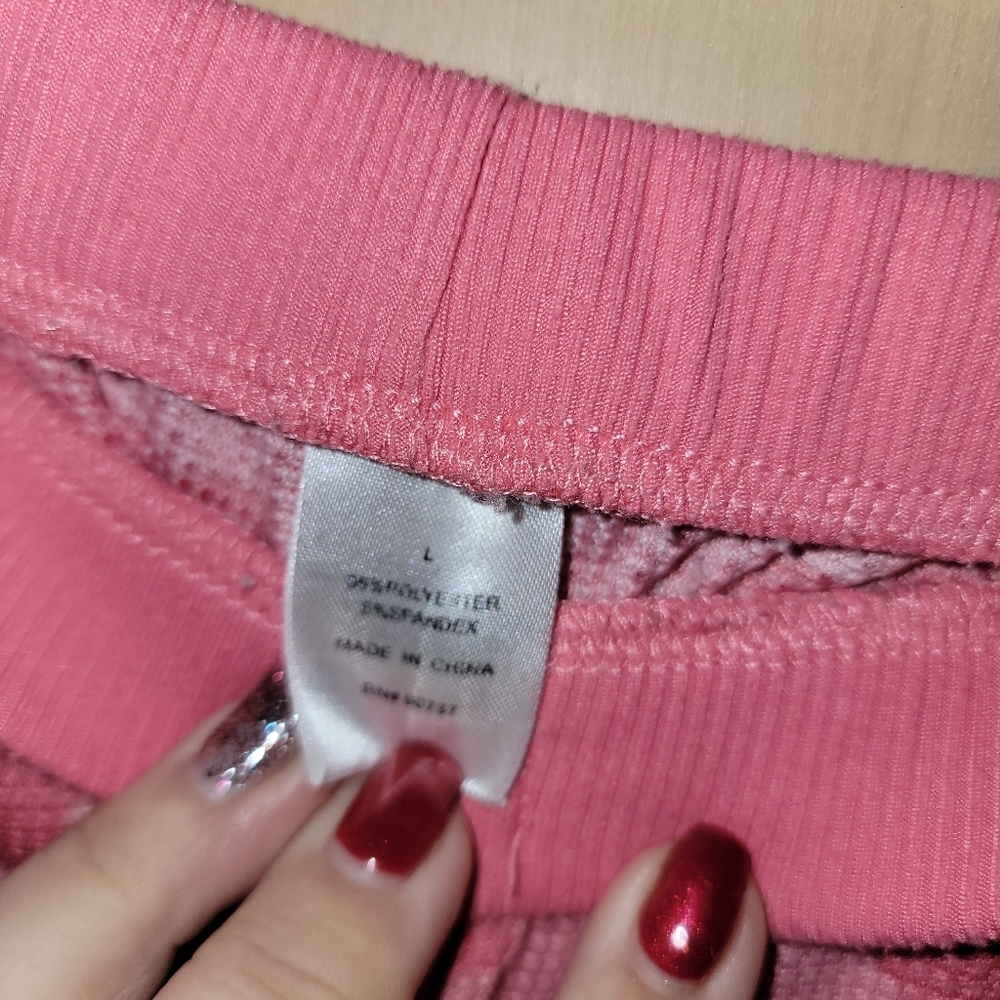 L
95%POLYESTER
5%SPANDEX
MADE IN CHINA